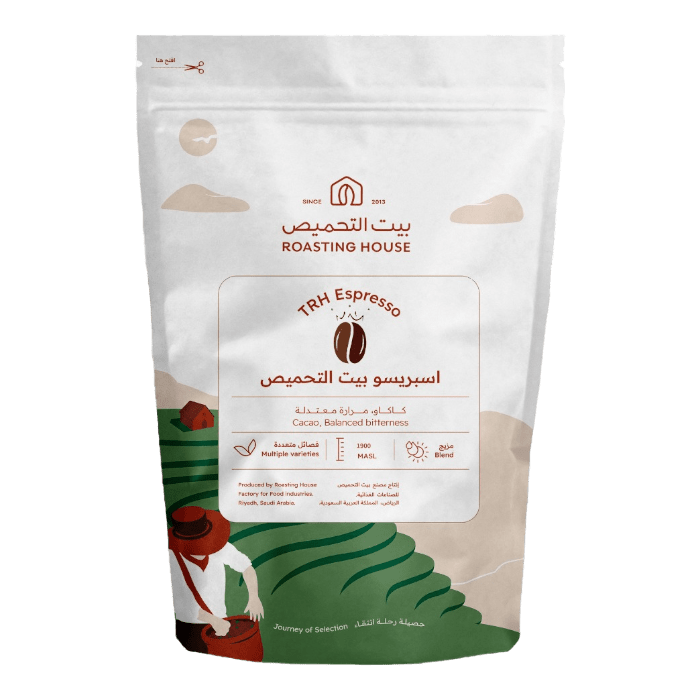 افتح هنا
SINCE 2013
بيت التحميص
ROASTING HOUSE
TRH Espresso
اسبريسو بيت التحميص
كاكاو، مرارة معتدلة
Cacao, Balanced bitterness
فصائل متعددة
Multiple varieties
1900
MASL
مزيج
Blend
Produced by Roasting House
Factory for Food Industries.
Riyadh, Saudi Arabia.
إنتاج مصنع بيت التحميص
للصناعات الغذائية.
الرياض، المملكة العربية السعودية.
Journey of Selection حصيلة رحلة انتقاء